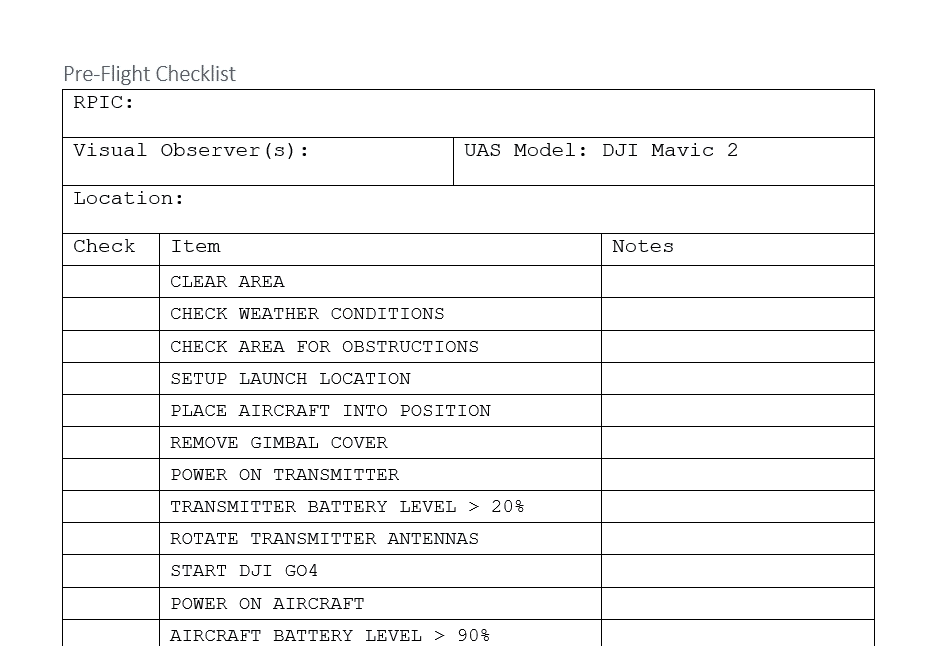 Pre-Flight Checklist
RPIC:
Visual Observer(s): UAS Model: DJI Mavic 2
Location:
Check Item Notes
CLEAR AREA
CHECK WEATHER CONDITIONS
CHECK AREA FOR OBSTRUCTIONS
SETUP LAUNCH LOCATION
PLACE AIRCRAFT INTO POSITION
REMOVE GIMBAL COVER
POWER ON TRANSMITTER
TRANSMITTER BATTERY LEVEL > 20%
ROTATE TRANSMITTER ANTENNAS
START DJI GO4
POWER ON AIRCRAFT
AIRCRAFT BATTERY LEVEL > 90%